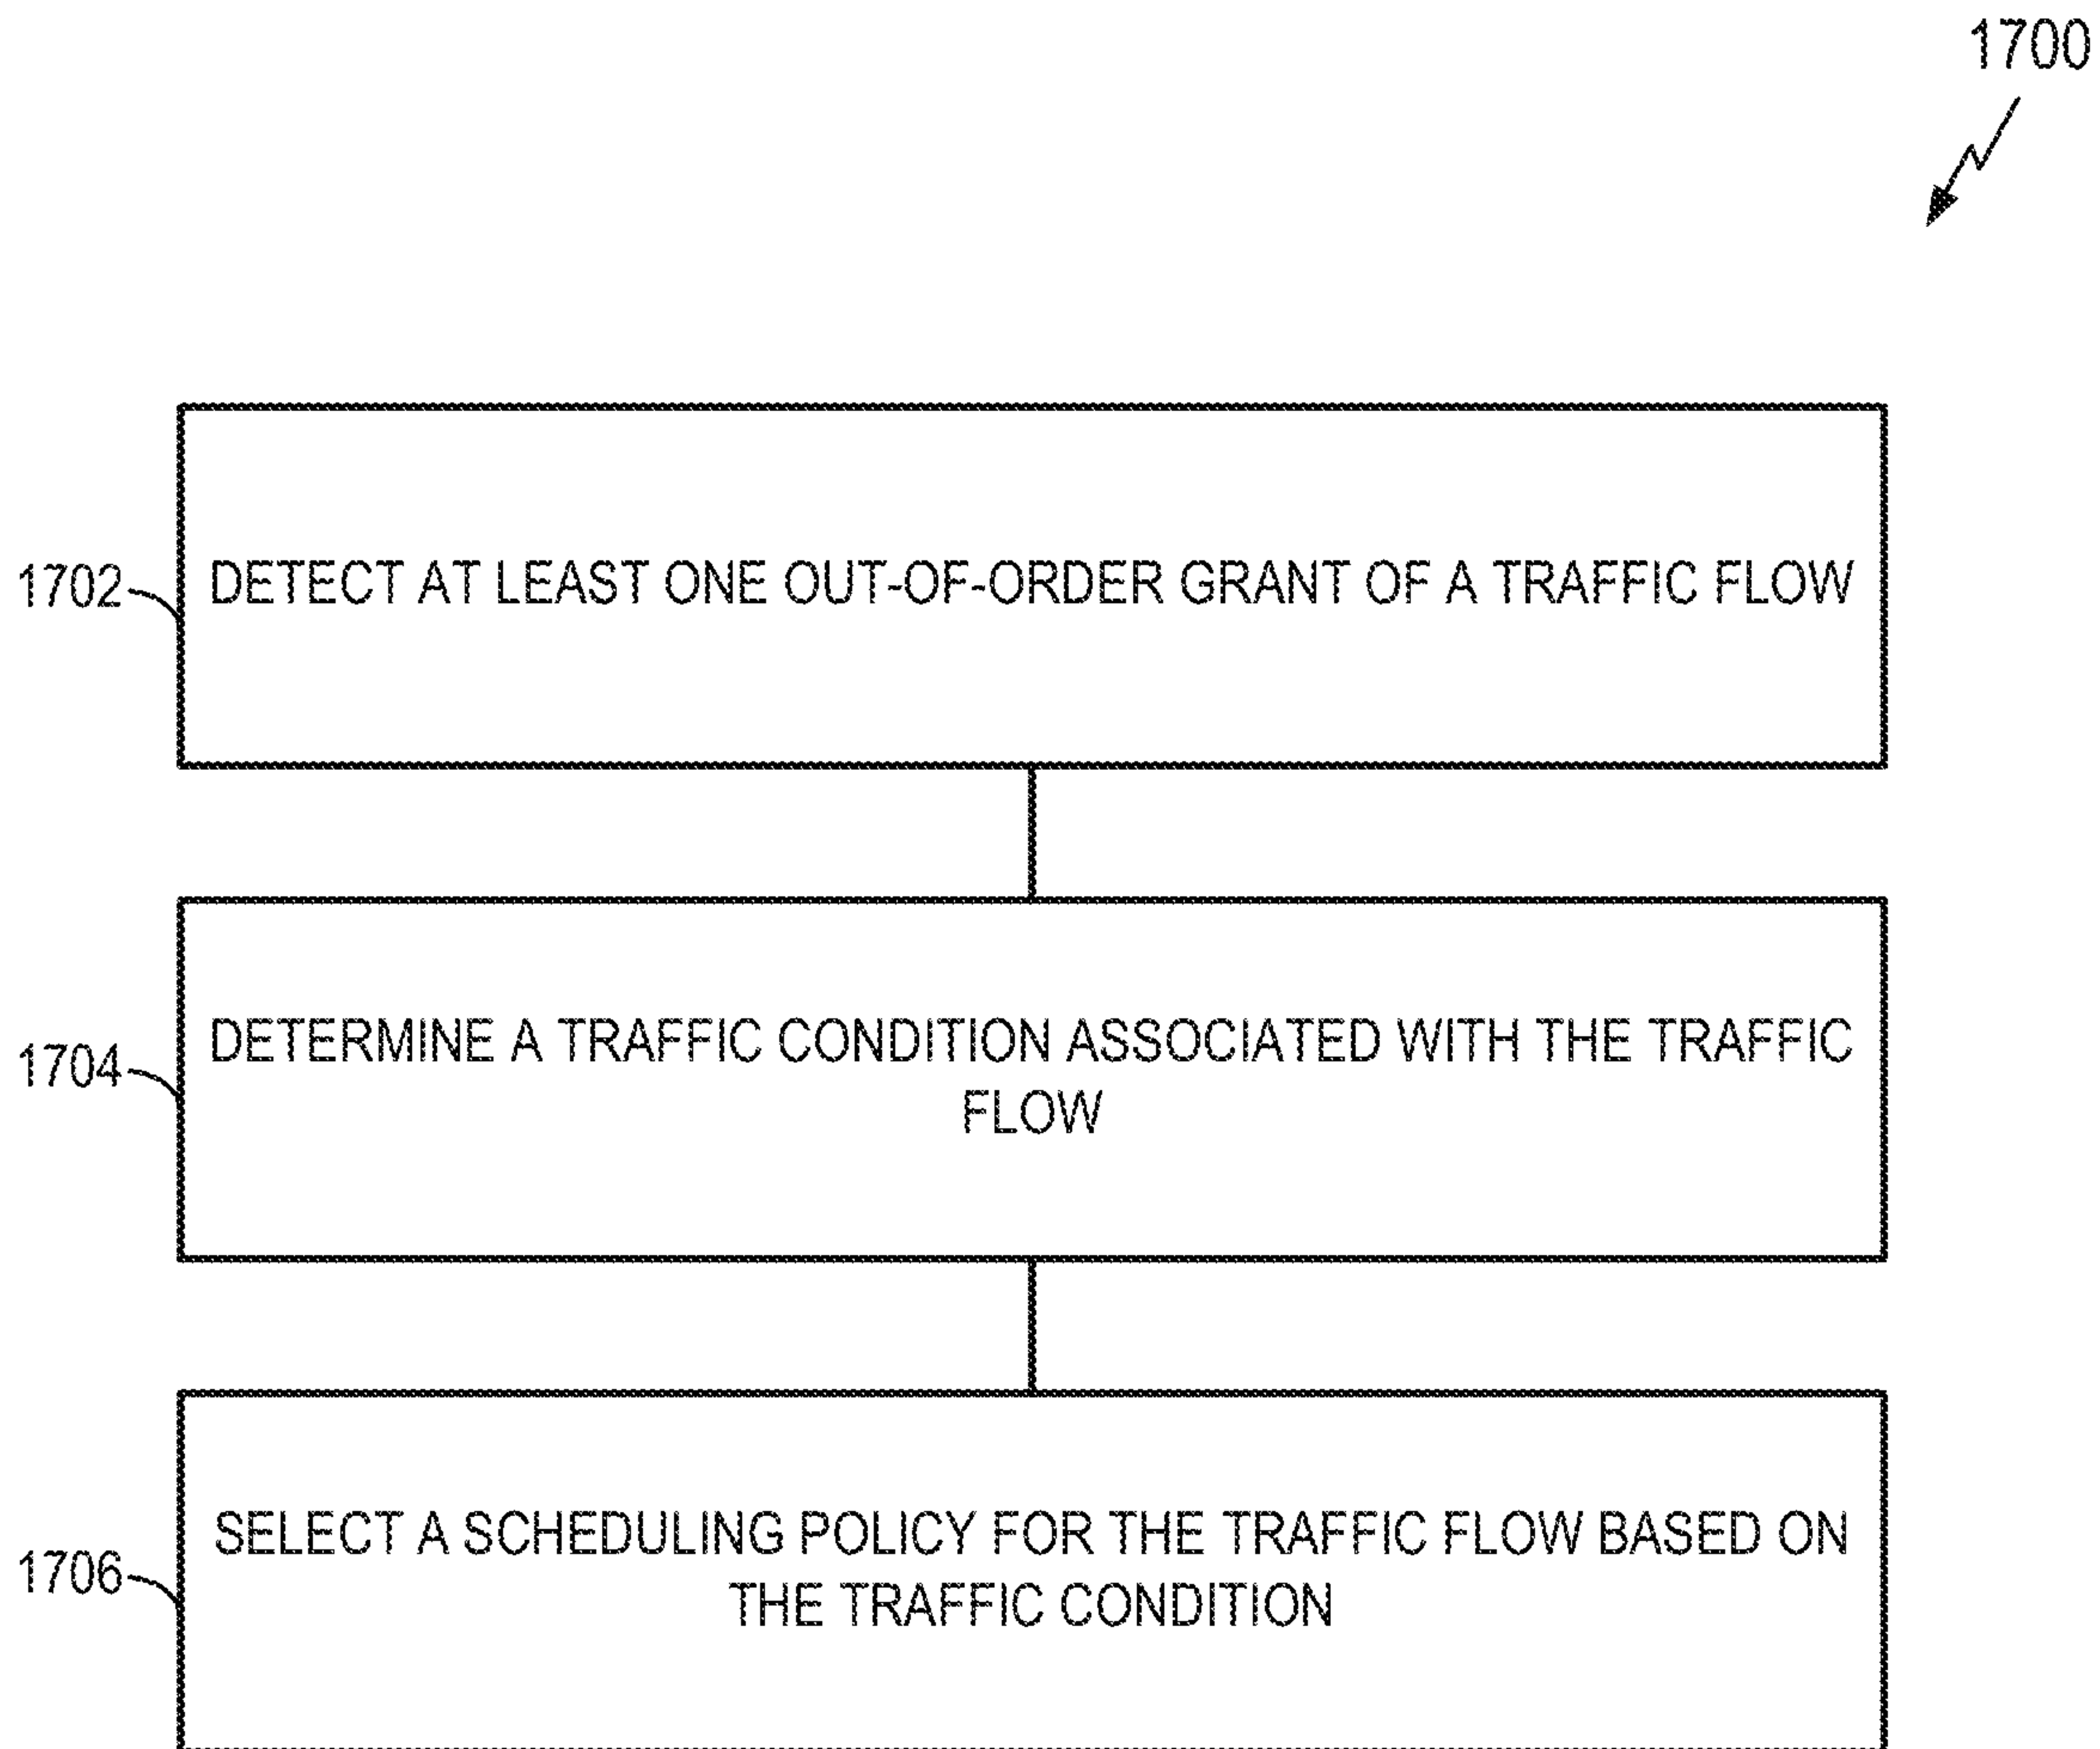 1700
1702
DETECT AT LEAST ONE OUT-OF-ORDER GRANT OF A TRAFFIC FLOW
1704
DETERMINE A TRAFFIC CONDITION ASSOCIATED WITH THE TRAFFIC
FLOW
1706
SELECT A SCHEDULING POLICY FOR THE TRAFFIC FLOW BASED ON
THE TRAFFIC CONDITION